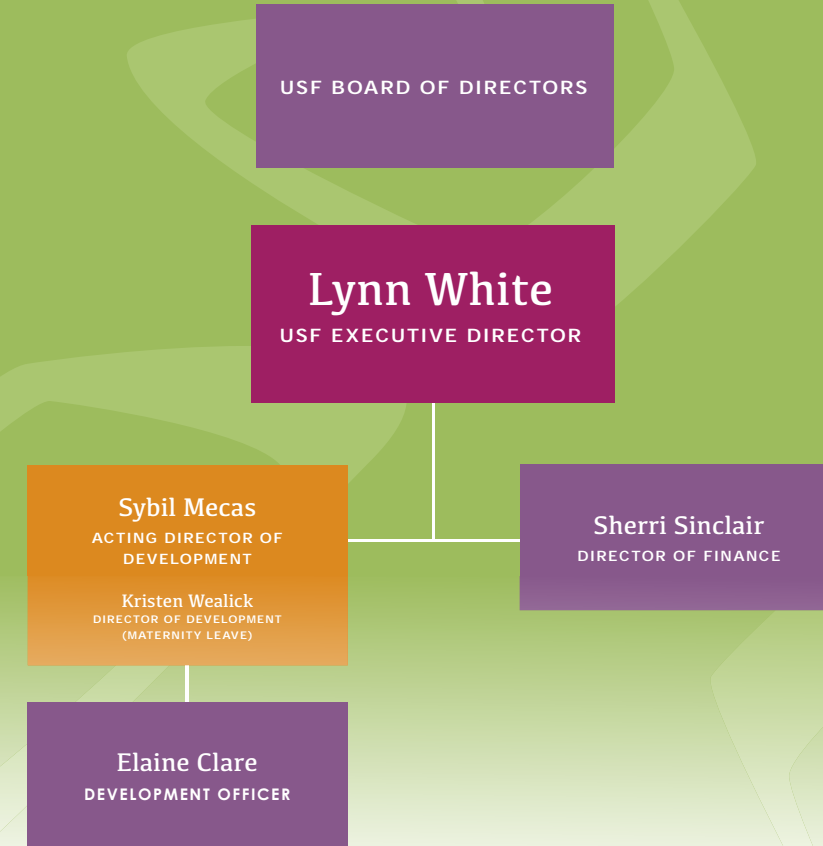 USF BOARD OF DIRECTORS
Lynn White
USF EXECUTIVE DIRECTOR
Sybil Mecas
ACTING DIRECTOR OF
DEVELOPMENT
Kristen Wealick
DIRECTOR OF DEVELOPMENT
(MATERNITY LEAVE)
Sherri Sinclair
DIRECTOR OF FINANCE
Elaine Clare
DEVELOPMENT OFFICER